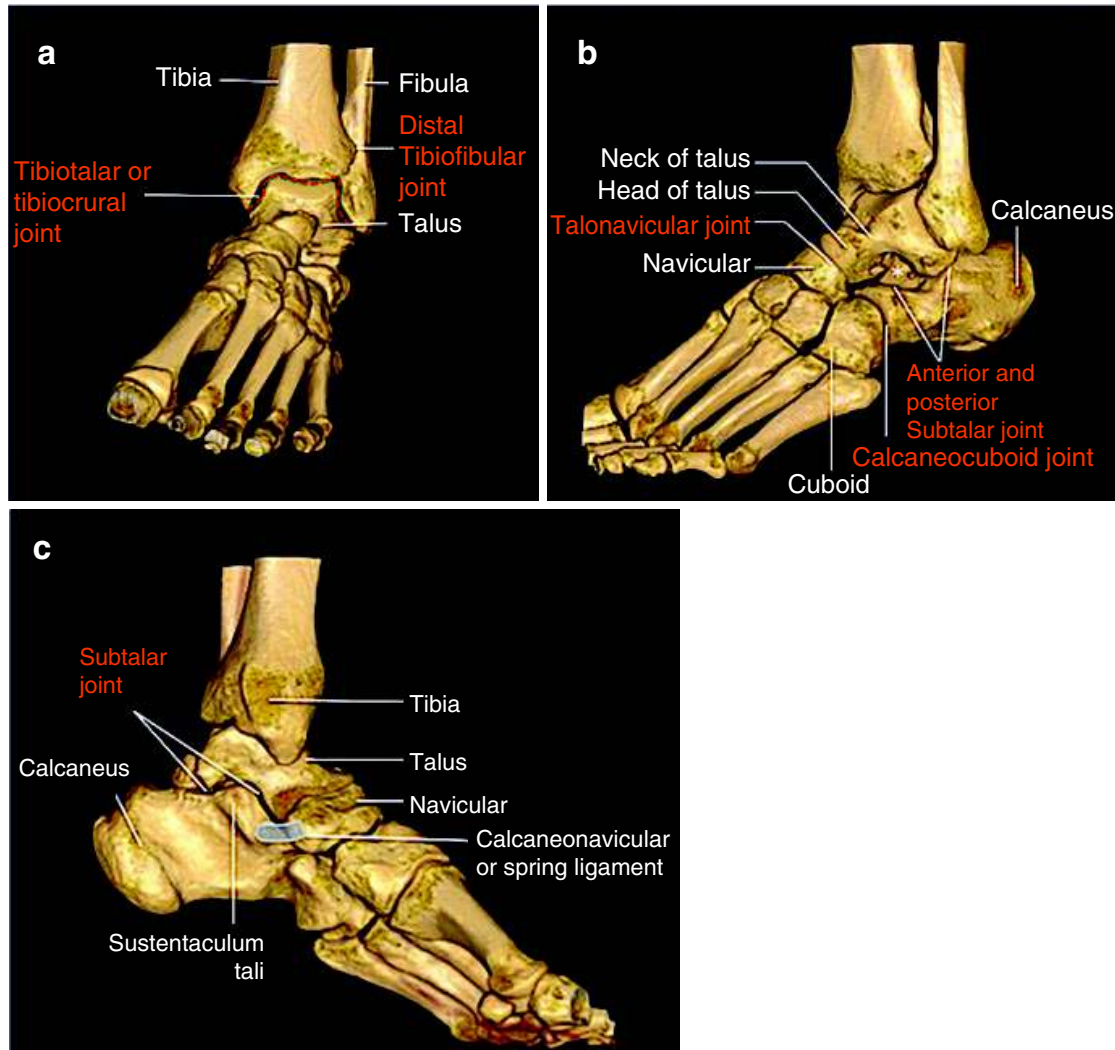 a
Tibia
Fibula
Distal
Tibiofibular
joint
Tibiotalar or
tibiocrural
joint
Talus
b
Neck of talus
Head of talus
Talonavicular joint
Navicular
Calcaneus
*
Anterior and
posterior
Subtalar joint
Calcaneocuboid joint
Cuboid
c
Subtalar
joint
Tibia
Talus
Calcaneus
Navicular
Calcaneonavicular
or spring ligament
Sustentaculum
tali